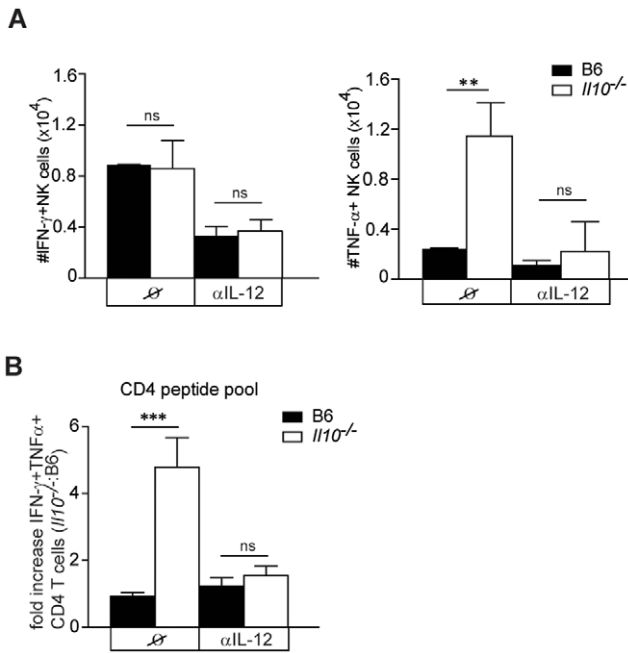 A
#IFN-γ+NK cells (x10⁴)
1.6
1.2
0.8
0.4
0
ns
ns
Ø
αIL-12
#TNF-α+ NK cells (x10⁴)
1.6
1.2
0.8
0.4
0
**
ns
Ø
αIL-12
B6
Il10⁻/⁻
B
CD4 peptide pool
fold increase IFN-γ+TNFα+
CD4 T cells (Il10⁻/⁻:B6)
6
4
2
0
***
ns
Ø
αIL-12
B6
Il10⁻/⁻